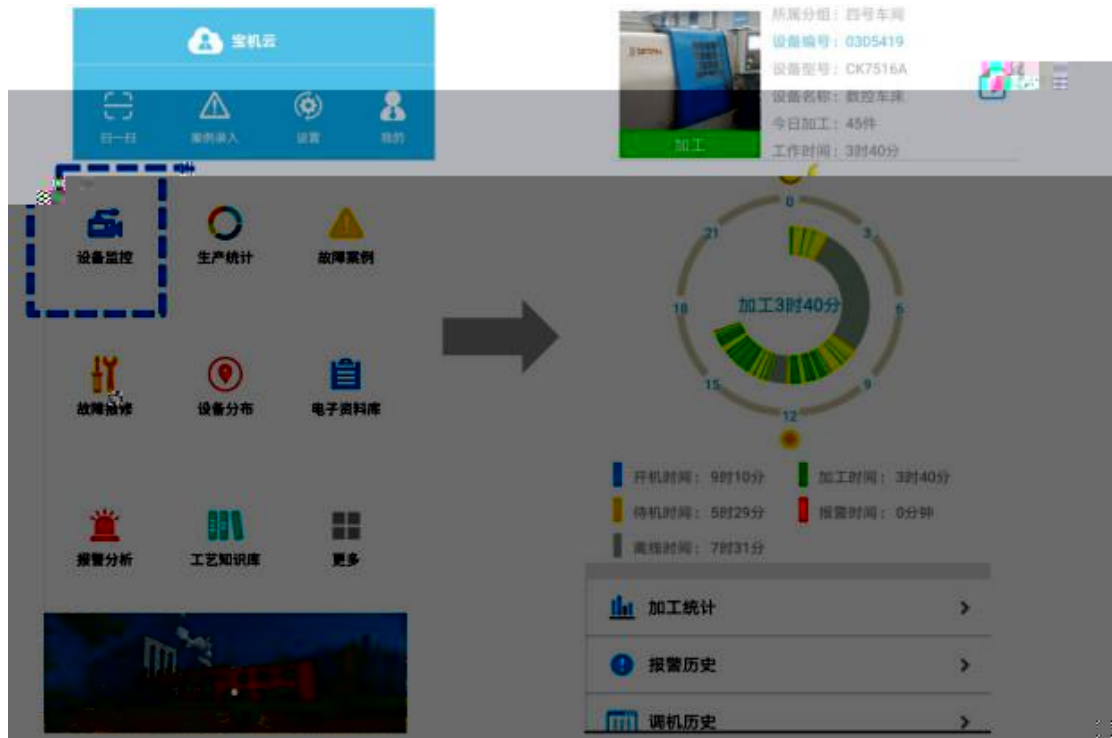 宝机云
扫一扫
案例录入
设置
我的
设备监控
生产统计
故障案例
故障报修
设备分布
电子资料库
报警分析
工艺知识库
更多
所属分组：四号车间
设备编号：0305419
设备型号：CK7516A
设备名称：数控车床
今日加工：45件
工作时间：3时40分
加工
0
21
3
18
加工3时40分
6
15
9
12
开机时间：9时10分
加工时间：3时40分
待机时间：5时29分
报警时间：0分钟
离线时间：7时31分
加工统计
报警历史
调机历史